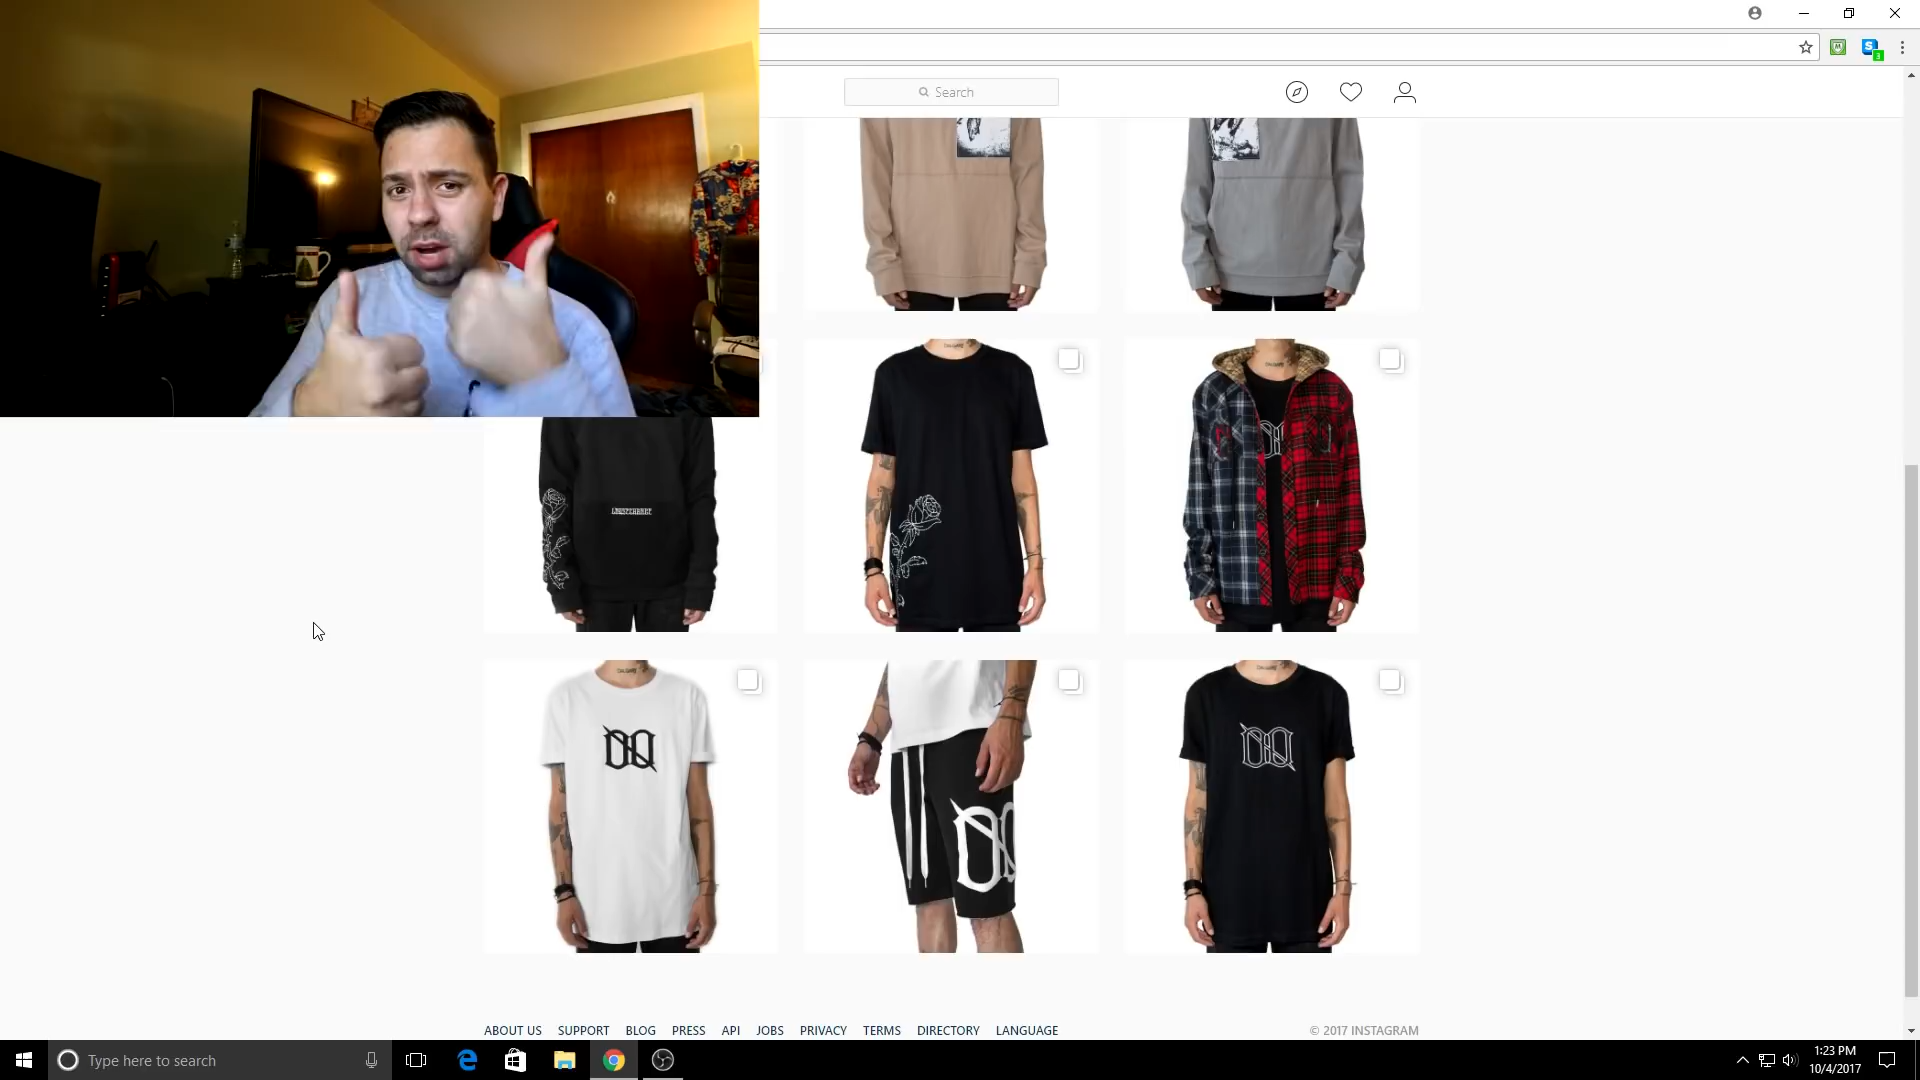 Search
ABOUT US SUPPORT BLOG PRESS API JOBS PRIVACY TERMS DIRECTORY LANGUAGE
© 2017 INSTAGRAM
Type here to search
1:23 PM
10/4/2017